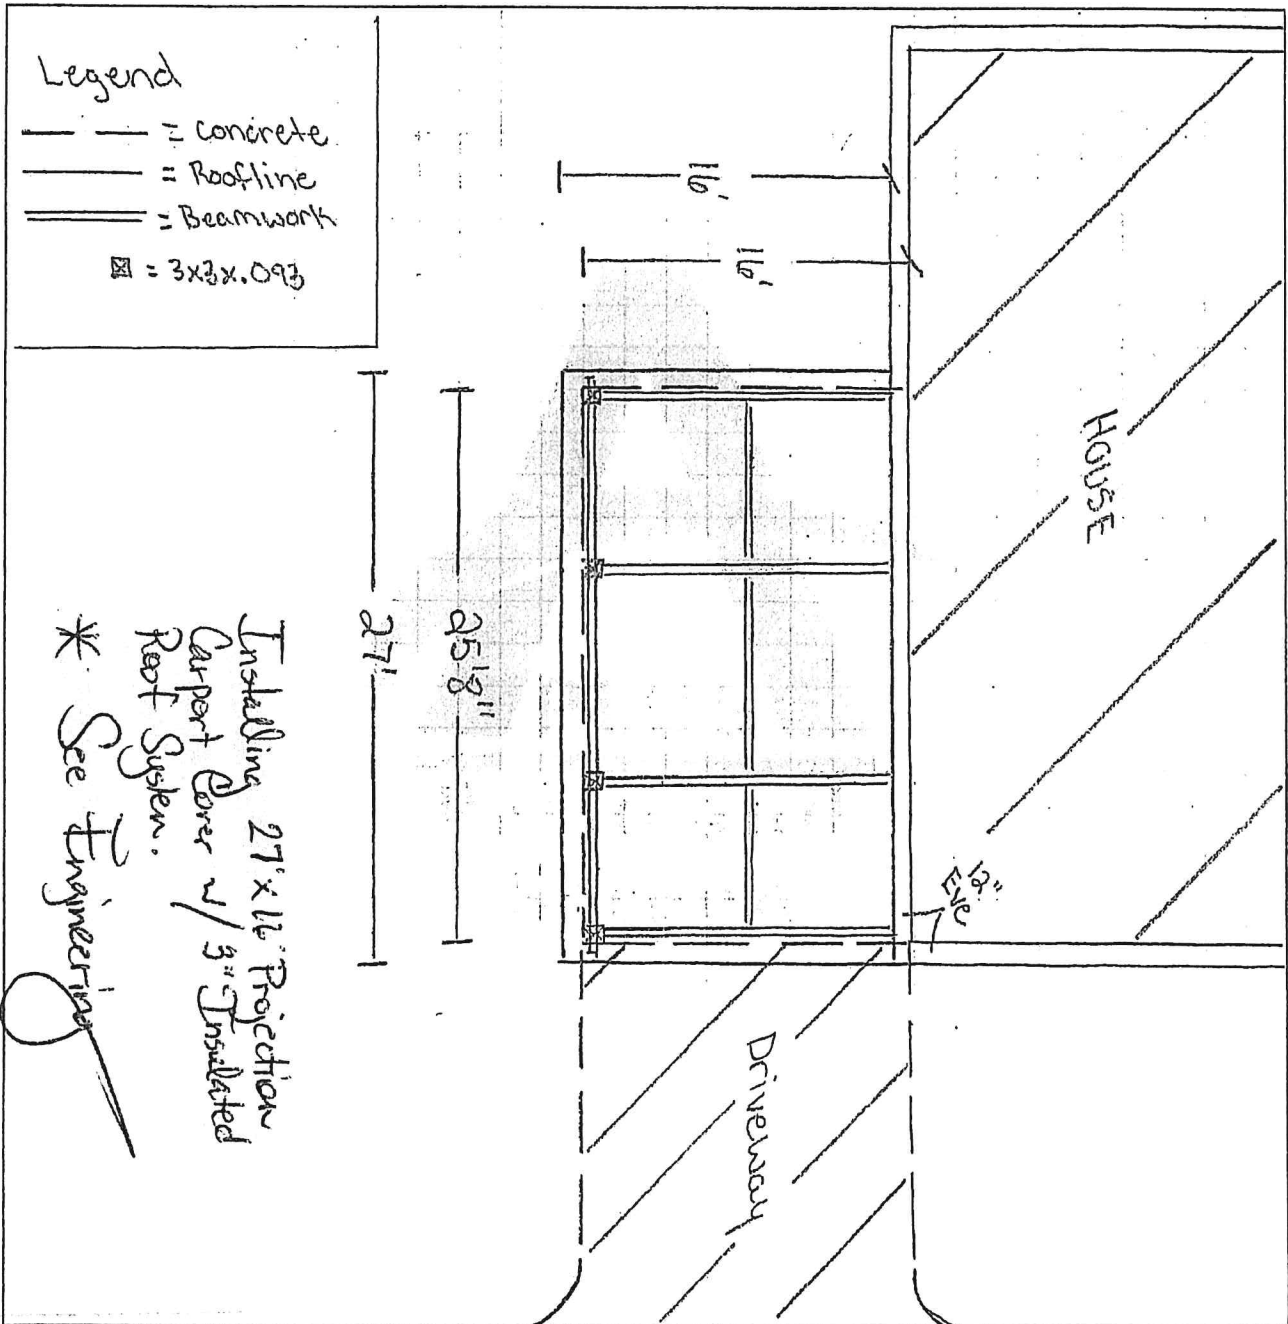 Legend
= concrete
= Roofline
= Beamwork
= 3x3x.093
16'
16'
HOUSE
12"
Eve
25'8"
27'
Installing 27'x16' Projection
Carport Cover w/ 3" Insulated
Roof System.
* See Engineering
Driveway